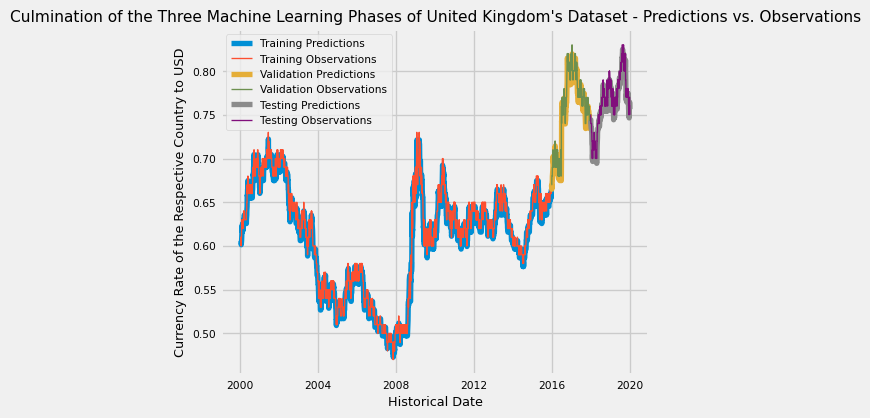 Culmination of the Three Machine Learning Phases of United Kingdom's Dataset - Predictions vs. Observations
Training Predictions
Training Observations
Validation Predictions
Validation Observations
Testing Predictions
Testing Observations
Currency Rate of the Respective Country to USD
0.80
0.75
0.70
0.65
0.60
0.55
0.50
2000
2004
2008
2012
2016
2020
Historical Date